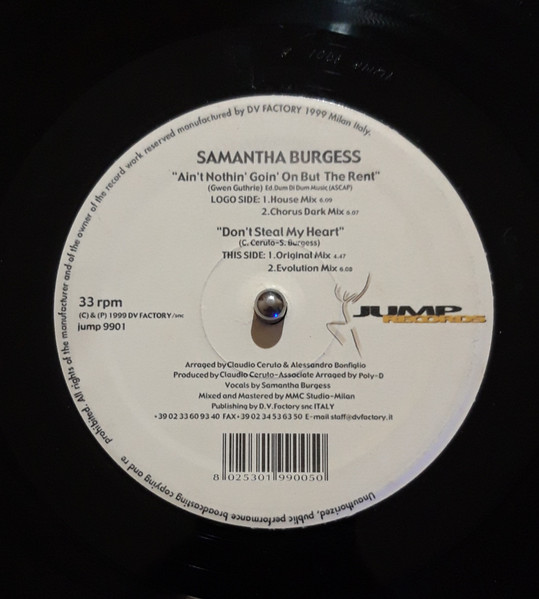 Unauthorized, public performance broadcasting copying and re
prohibited. All rights of the manufacturer and of the owner of the record work reserved manufactured by DV FACTORY 1999 Milan Italy.
SAMANTHA BURGESS
"Ain't Nothin' Goin' On But The Rent"
(Gwen Guthrie) Ed. Dum Di Dum Music (ASCAP)
LOGO SIDE: 1.House Mix 6.09
2.Chorus Dark Mix 6.07
"Don't Steal My Heart"
(C. Ceruto-S. Burgess)
THIS SIDE: 1.Original Mix 4.47
2.Evolution Mix 6.08
33 rpm
(C) & (P) 1999 DV FACTORY/snc
jump 9901
JUMP
RECORDS
Arraged by Claudio Ceruto & Alessandro Bonfiglio
Produced by Claudio Ceruto-Associate Arraged by Poly-D
Vocals by Samantha Burgess
Mixed and Mastered by MMC Studio-Milan
Publishing by D.V. Factory snc ITALY
+39 02 33 60 93 40 FAX+39 02 34 53 63 50 E-mail staff@dvfactory.it
8 025301 990050